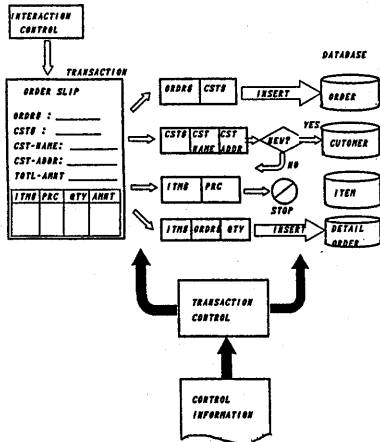 INTERACTION
CONTROL
DATABASE
TRANSACTION
ORDER SLIP
ORDR$ :
CST$ :
CST-NAME:
CST-ADDR:
TOTL-AMNT
ITM$ PRC QTY AMNT
ORDR$ CST$
INSERT
ORDER
CST$ CST NAME CST ADDR
NEW?
YES
NO
CUTOMER
ITM$ PRC
STOP
ITEM
ITM$ ORDR$ QTY
INSERT
DETAIL
ORDER
TRANSACTION
CONTROL
CONTROL
INFORMATION